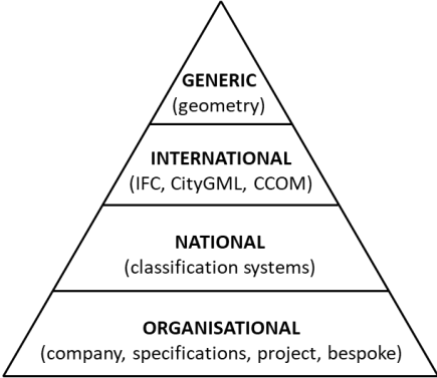 GENERIC
(geometry)
INTERNATIONAL
(IFC, CityGML, CCOM)
NATIONAL
(classification systems)
ORGANISATIONAL
(company, specifications, project, bespoke)